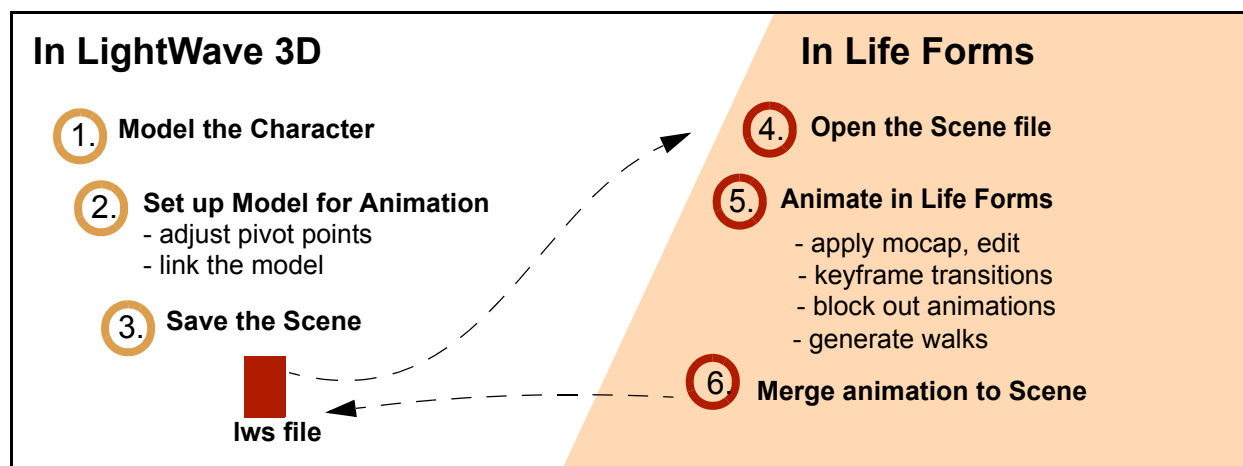 In LightWave 3D
1. Model the Character
2. Set up Model for Animation
- adjust pivot points
- link the model
3. Save the Scene
lws file
In Life Forms
4. Open the Scene file
5. Animate in Life Forms
- apply mocap, edit
- keyframe transitions
- block out animations
- generate walks
6. Merge animation to Scene